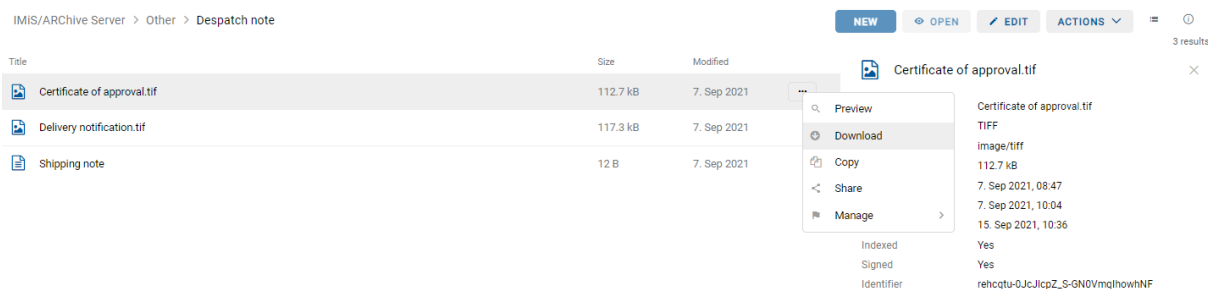 IMiS/ARChive Server > Other > Despatch note
NEW
OPEN
EDIT
ACTIONS
3 results
Title Size Modified
Certificate of approval.tif 112.7 kB 7. Sep 2021 ...
Delivery notification.tif 117.3 kB 7. Sep 2021
Shipping note 12 B 7. Sep 2021
Preview
Download
Copy
Share
Manage >
Certificate of approval.tif
Certificate of approval.tif
TIFF
image/tiff
112.7 kB
7. Sep 2021, 08:47
7. Sep 2021, 10:04
15. Sep 2021, 10:36
Indexed Yes
Signed Yes
Identifier rehcqtu-0JcJlcpZ_S-GN0VmqIhowhNF